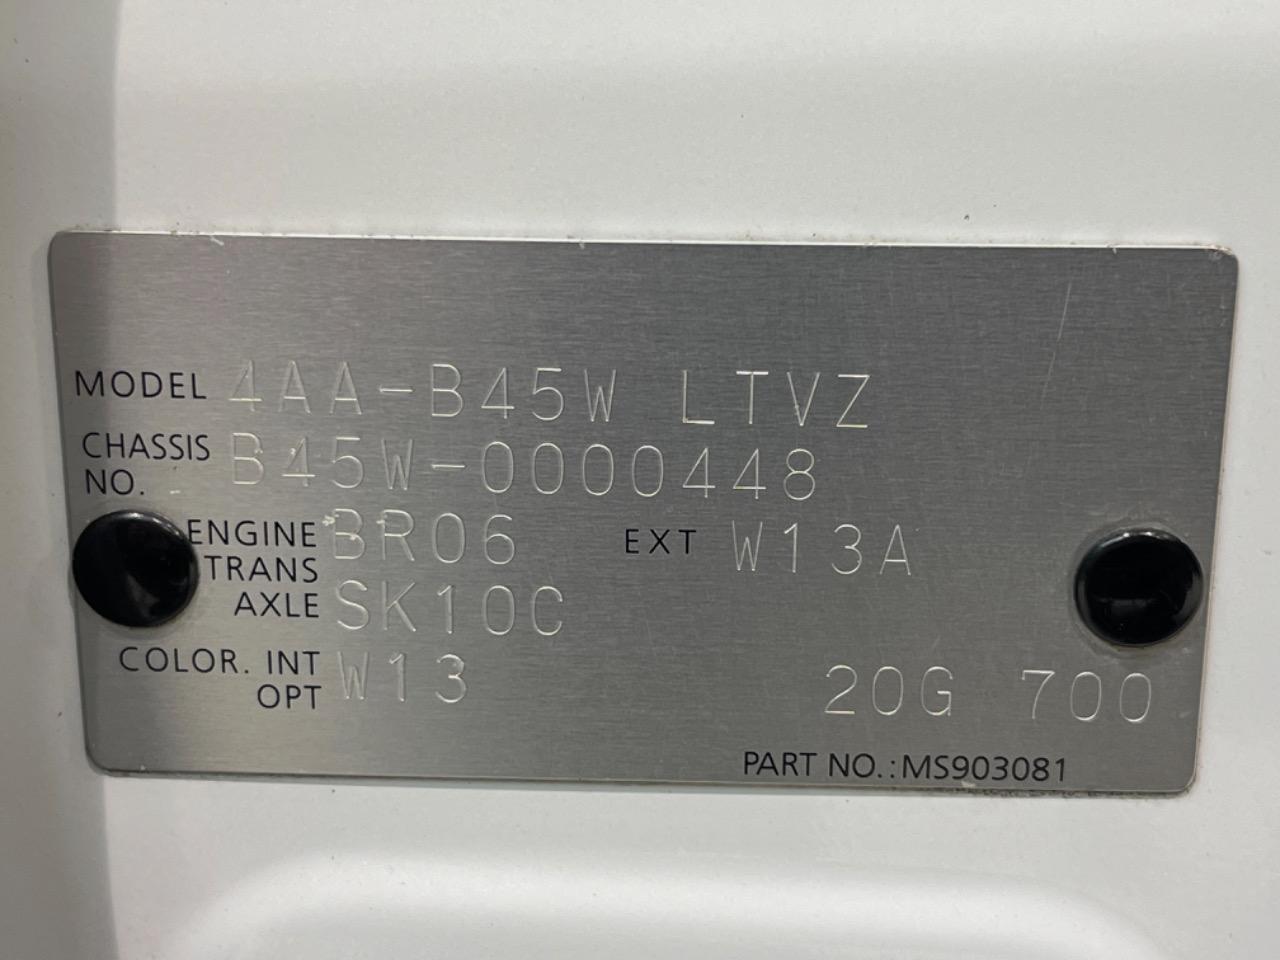 MODEL 4AA-B45W LTVZ
CHASSIS NO. B45W-0000448
ENGINE BR06 EXT W13A
TRANS AXLE SK10C
COLOR. INT W13
OPT 20G 700
PART NO.:MS903081